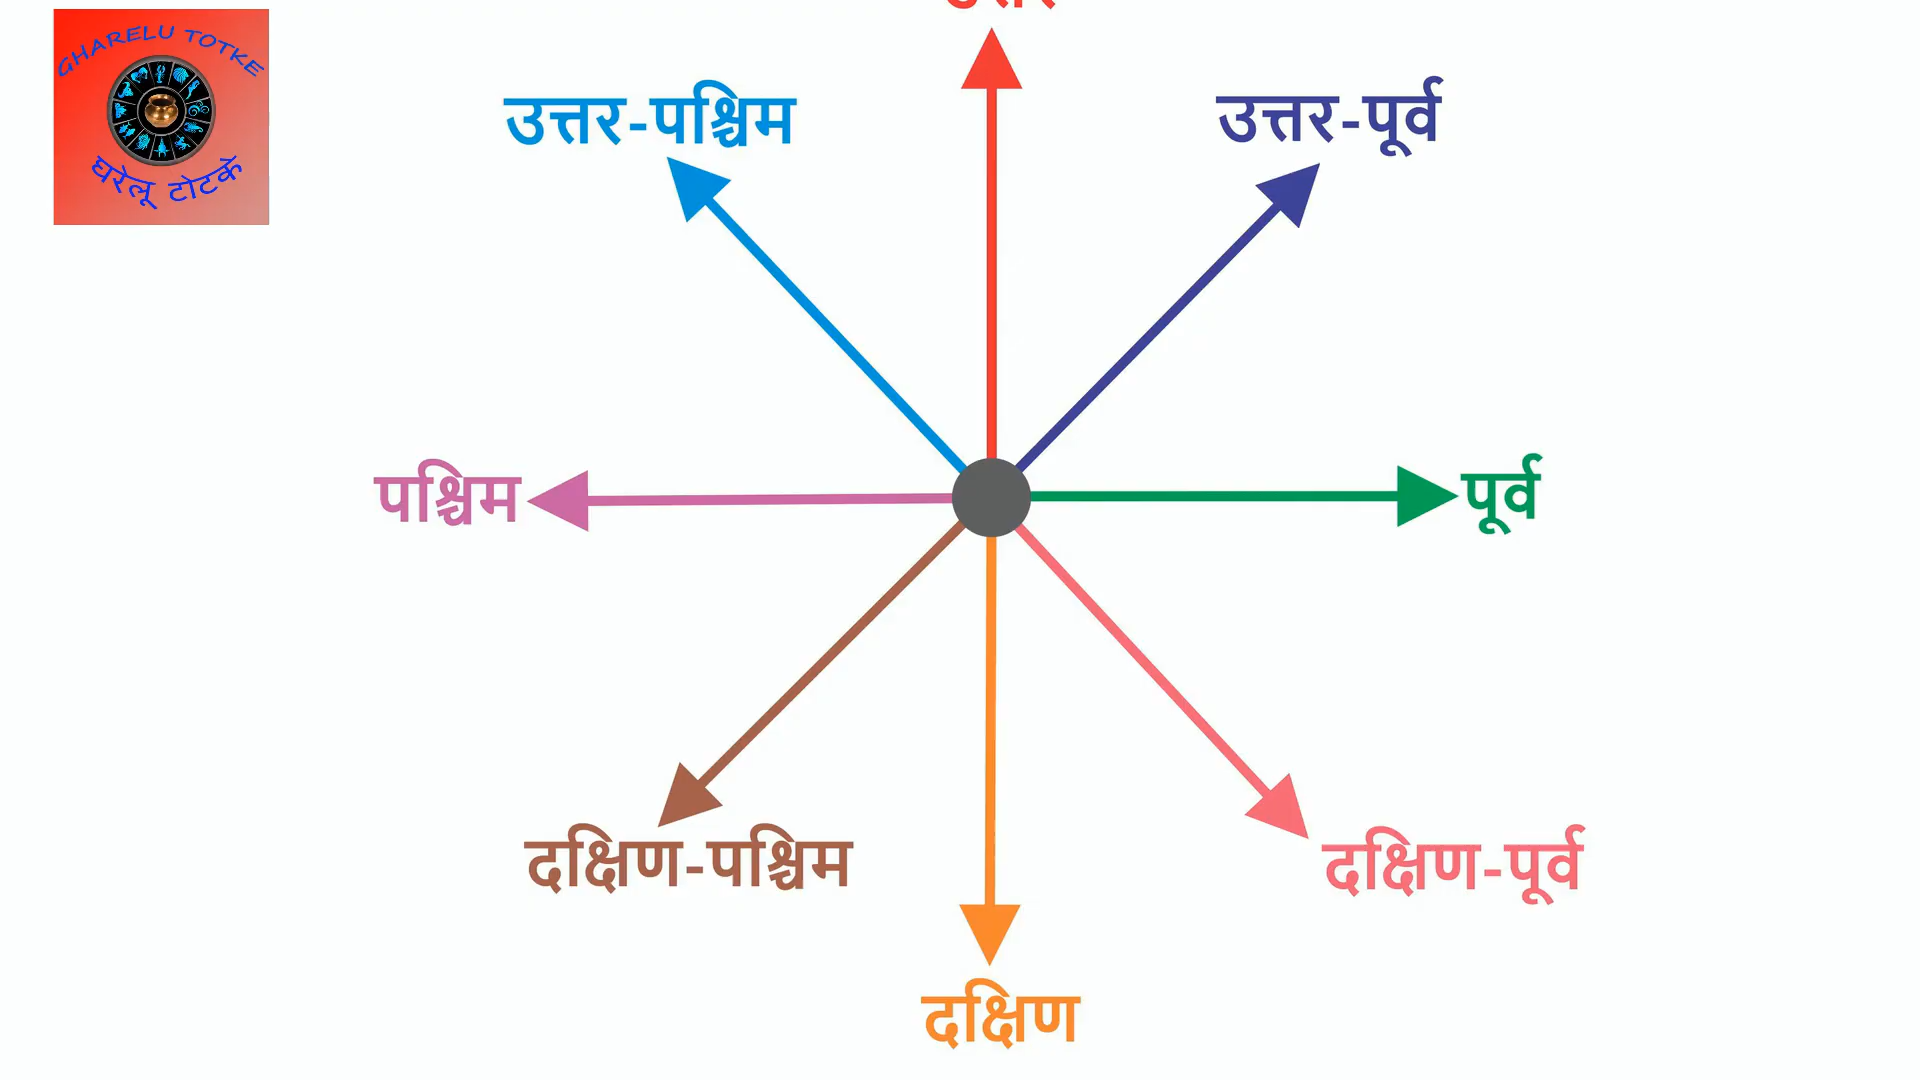 GHARELU TOTKE
घरेलू टोटके
उत्तर-पश्चिम
उत्तर-पूर्व
पश्चिम
पूर्व
दक्षिण-पश्चिम
दक्षिण-पूर्व
दक्षिण